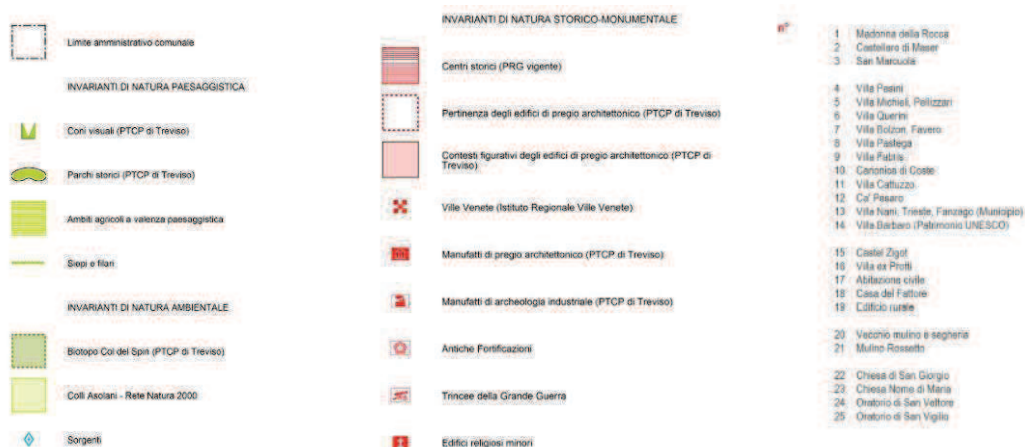 Limite amministrativo comunale
INVARIANTI DI NATURA PAESAGGISTICA
Coni visuali (PTCP di Treviso)
Parchi storici (PTCP di Treviso)
Ambiti agricoli a valenza paesaggistica
Siepi e filari
INVARIANTI DI NATURA AMBIENTALE
Biotopo Col del Spin (PTCP di Treviso)
Colli Asolani - Rete Natura 2000
Sorgenti
INVARIANTI DI NATURA STORICO-MONUMENTALE
Centri storici (PRG vigente)
Pertinenza degli edifici di pregio architettonico (PTCP di Treviso)
Contesti figurativi degli edifici di pregio architettonico (PTCP di
Treviso)
Ville Venete (Istituto Regionale Ville Venete)
Manufatti di pregio architettonico (PTCP di Treviso)
Manufatti di archeologia industriale (PTCP di Treviso)
Antiche Fortificazioni
Trincee della Grande Guerra
Edifici religiosi minori
n°
1 Madonna della Rocca
2 Castellaro di Maser
3 San Marcuola
4 Villa Pasini
5 Villa Michieli, Pellizzari
6 Villa Querini
7 Villa Bolzon, Favero
8 Villa Pastega
9 Villa Fabris
10 Canonica di Coste
11 Villa Cattuzzo
12 Ca' Pesaro
13 Villa Nani, Trieste, Fanzago (Municipio)
14 Villa Barbaro (Patrimonio UNESCO)
15 Castel Zigot
16 Villa ex Protti
17 Abitazione civile
18 Casa del Fattore
19 Edificio rurale
20 Vecchio mulino e segheria
21 Mulino Rossetto
22 Chiesa di San Giorgio
23 Chiesa Nome di Maria
24 Oratorio di San Vettore
25 Oratorio di San Vigilio